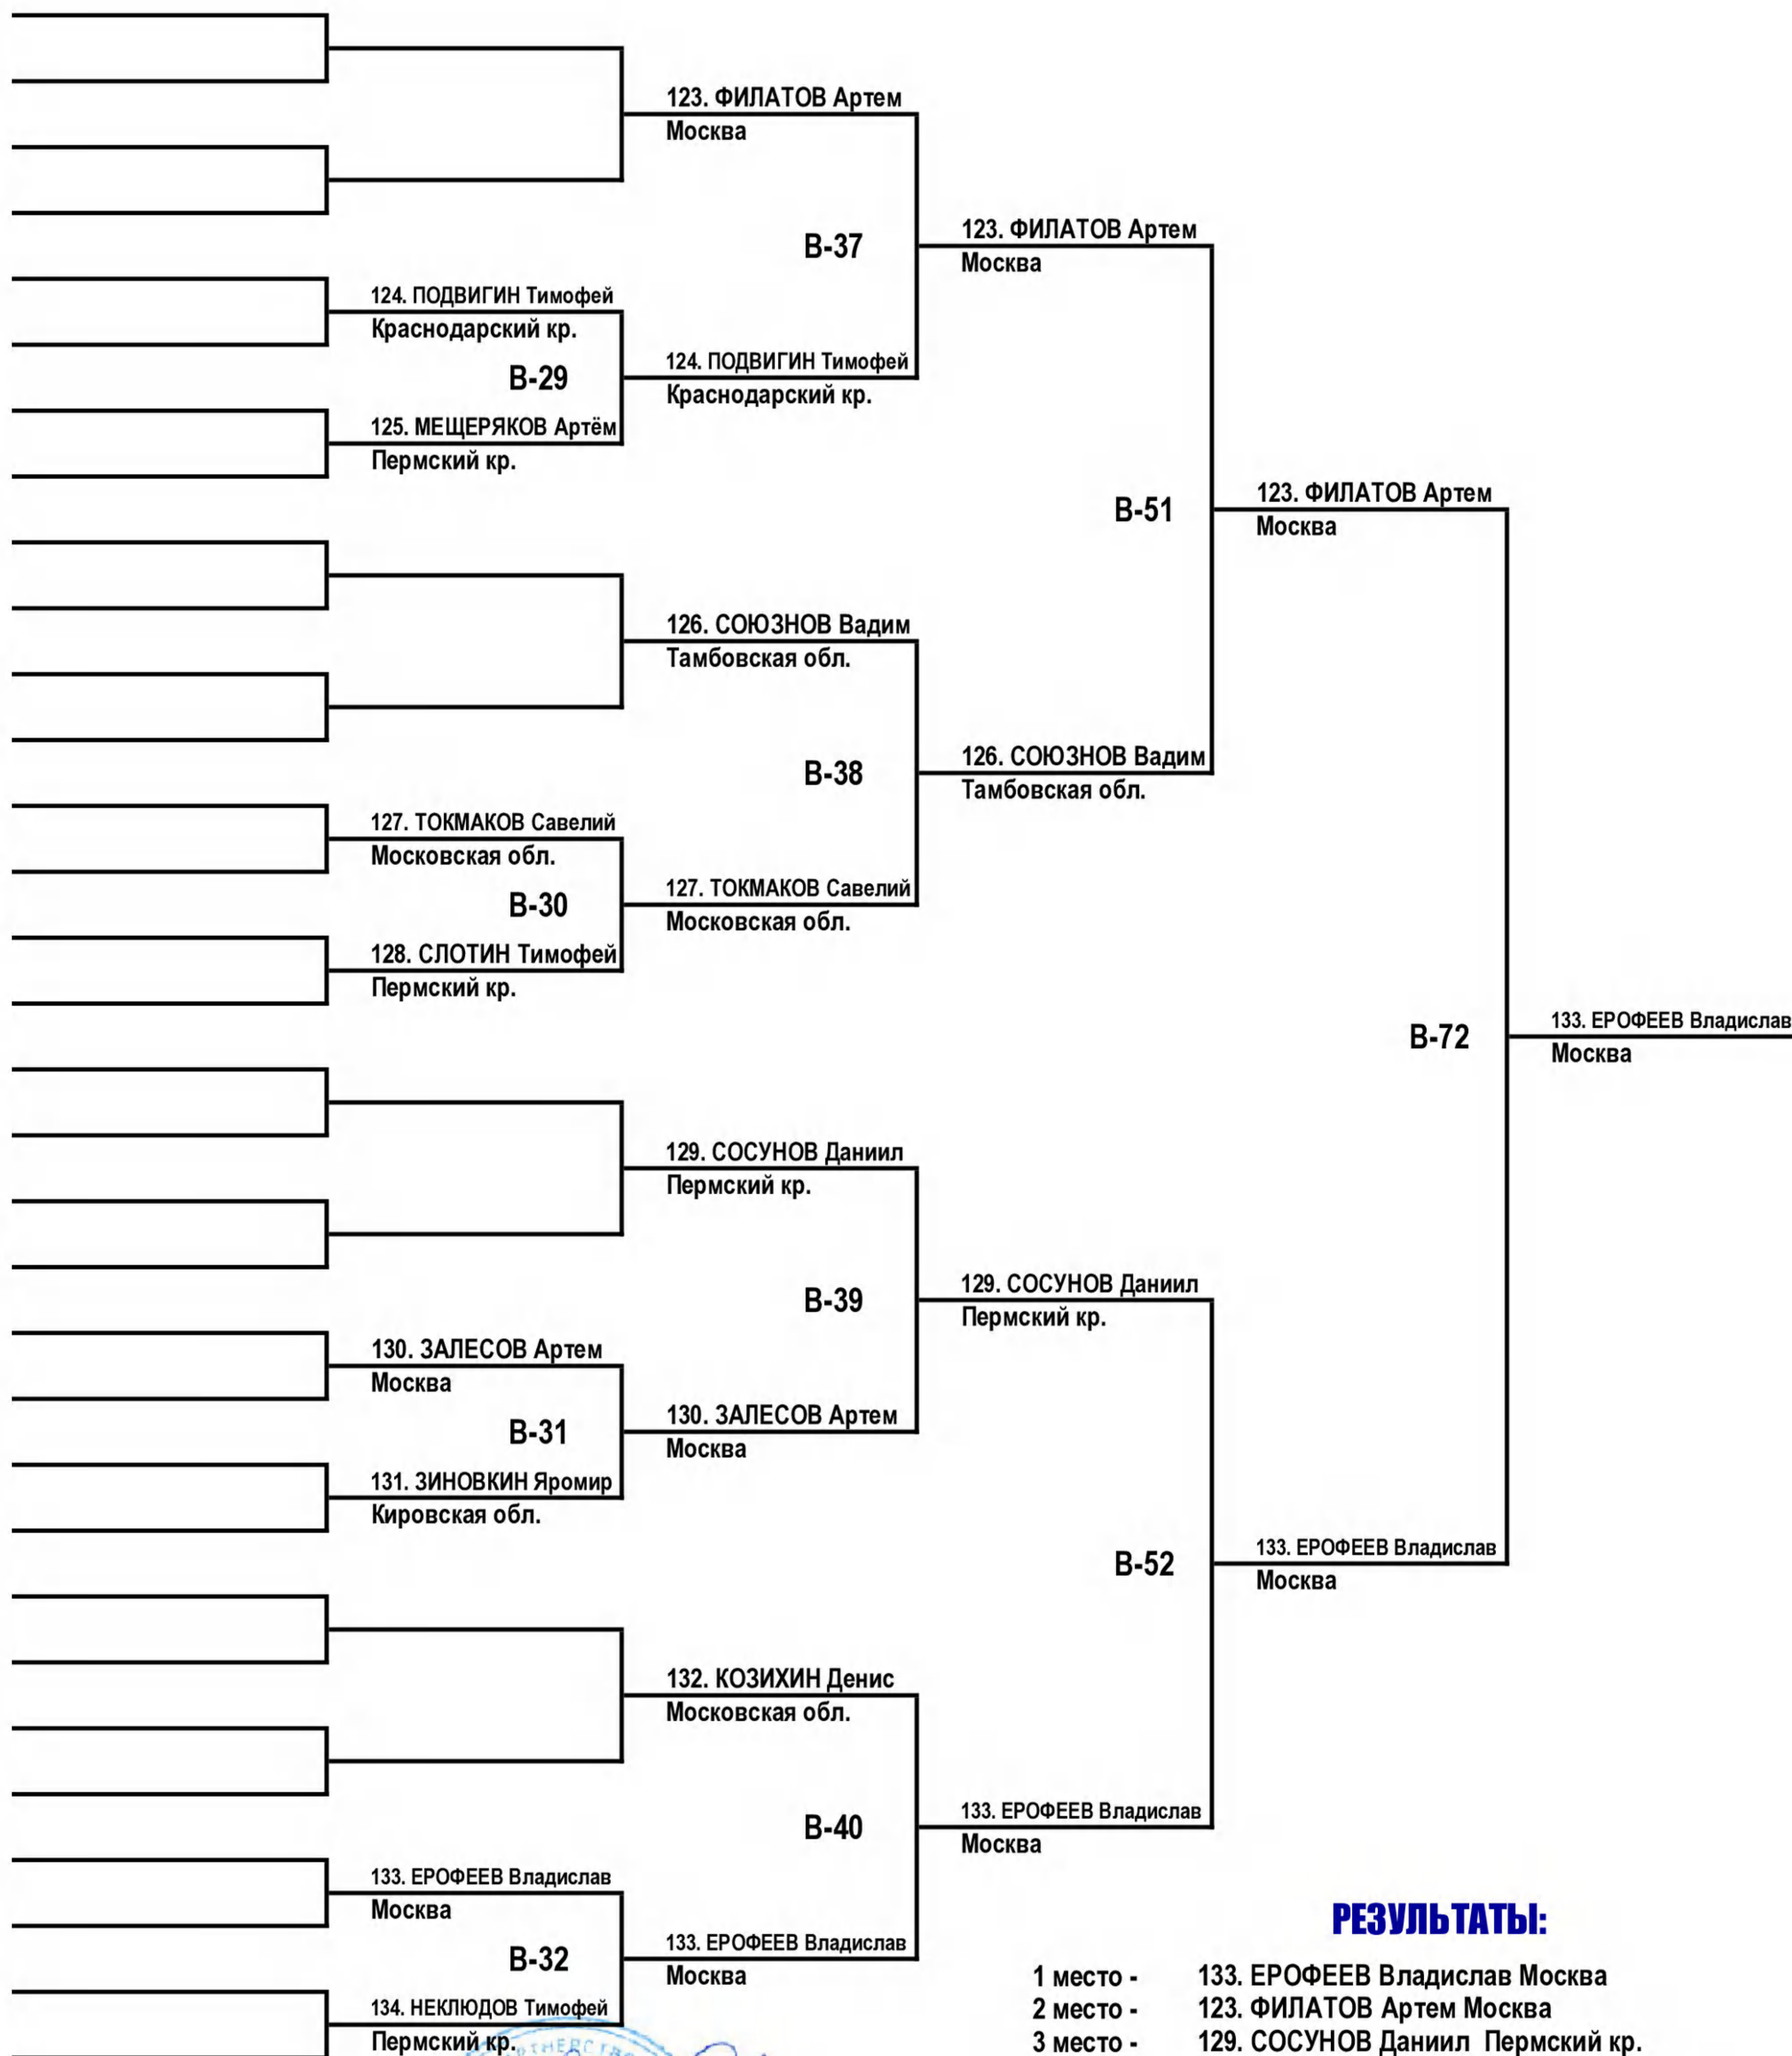 123. ФИЛАТОВ Артем
Москва
В-37
123. ФИЛАТОВ Артем
Москва
124. ПОДВИГИН Тимофей
Краснодарский кр.
В-29
124. ПОДВИГИН Тимофей
Краснодарский кр.
125. МЕЩЕРЯКОВ Артём
Пермский кр.
В-51
123. ФИЛАТОВ Артем
Москва
126. СОЮЗНОВ Вадим
Тамбовская обл.
В-38
126. СОЮЗНОВ Вадим
Тамбовская обл.
127. ТОКМАКОВ Савелий
Московская обл.
В-30
127. ТОКМАКОВ Савелий
Московская обл.
128. СЛОТИН Тимофей
Пермский кр.
В-72
133. ЕРОФЕЕВ Владислав
Москва
129. СОСУНОВ Даниил
Пермский кр.
В-39
129. СОСУНОВ Даниил
Пермский кр.
130. ЗАЛЕСОВ Артем
Москва
В-31
130. ЗАЛЕСОВ Артем
Москва
131. ЗИНОВКИН Яромир
Кировская обл.
В-52
133. ЕРОФЕЕВ Владислав
Москва
132. КОЗИХИН Денис
Московская обл.
В-40
133. ЕРОФЕЕВ Владислав
Москва
133. ЕРОФЕЕВ Владислав
Москва
В-32
133. ЕРОФЕЕВ Владислав
Москва
134. НЕКЛЮДОВ Тимофей
Пермский кр.
РЕЗУЛЬТАТЫ:
1 место - 133. ЕРОФЕЕВ Владислав Москва
2 место - 123. ФИЛАТОВ Артем Москва
3 место - 129. СОСУНОВ Даниил Пермский кр.